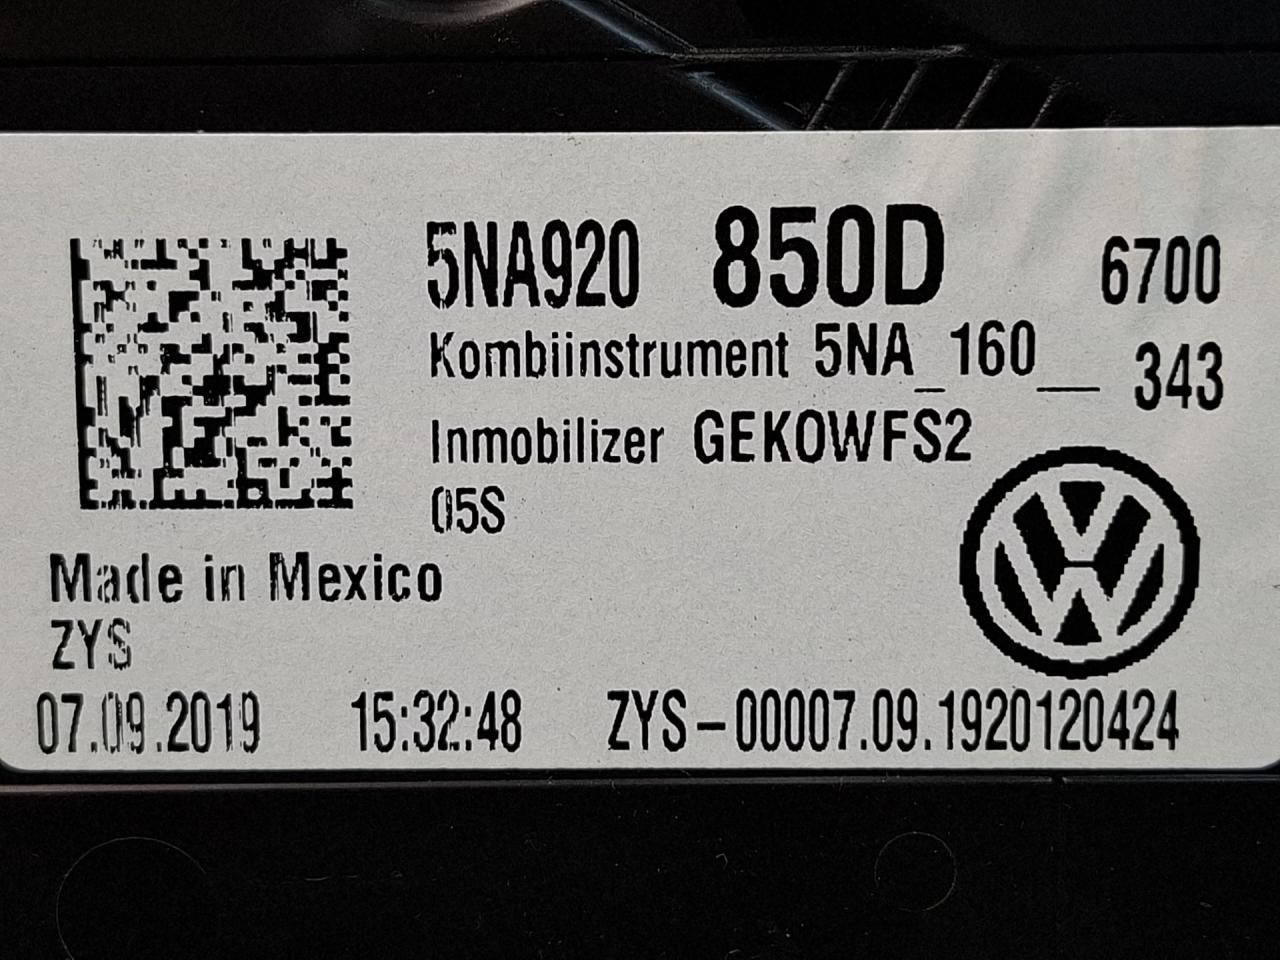 5NA920 850D 6700
Kombiinstrument 5NA_160__ 343
Inmobilizer GEKOWFS2
05S
Made in Mexico
ZYS
07.09.2019 15:32:48 ZYS-00007.09.1920120424